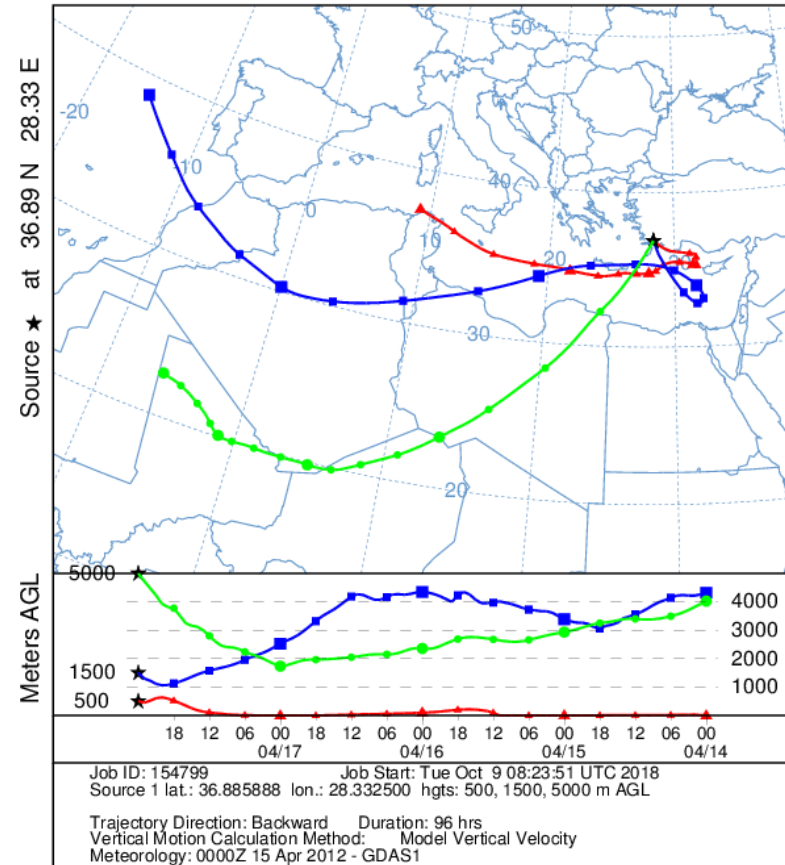 50
-20
-10
40
0
10
20
30
30
20
Source ★ at 36.89 N 28.33 E
5000
4000
3000
2000
1500
1000
500
Meters AGL
18 12 06 00 18 12 06 00 18 12 06 00 18 12 06 00
04/17 04/16 04/15 04/14
Job ID: 154799 Job Start: Tue Oct 9 08:23:51 UTC 2018
Source 1 lat.: 36.885888 lon.: 28.332500 hgts: 500, 1500, 5000 m AGL
Trajectory Direction: Backward Duration: 96 hrs
Vertical Motion Calculation Method: Model Vertical Velocity
Meteorology: 0000Z 15 Apr 2012 - GDAS1